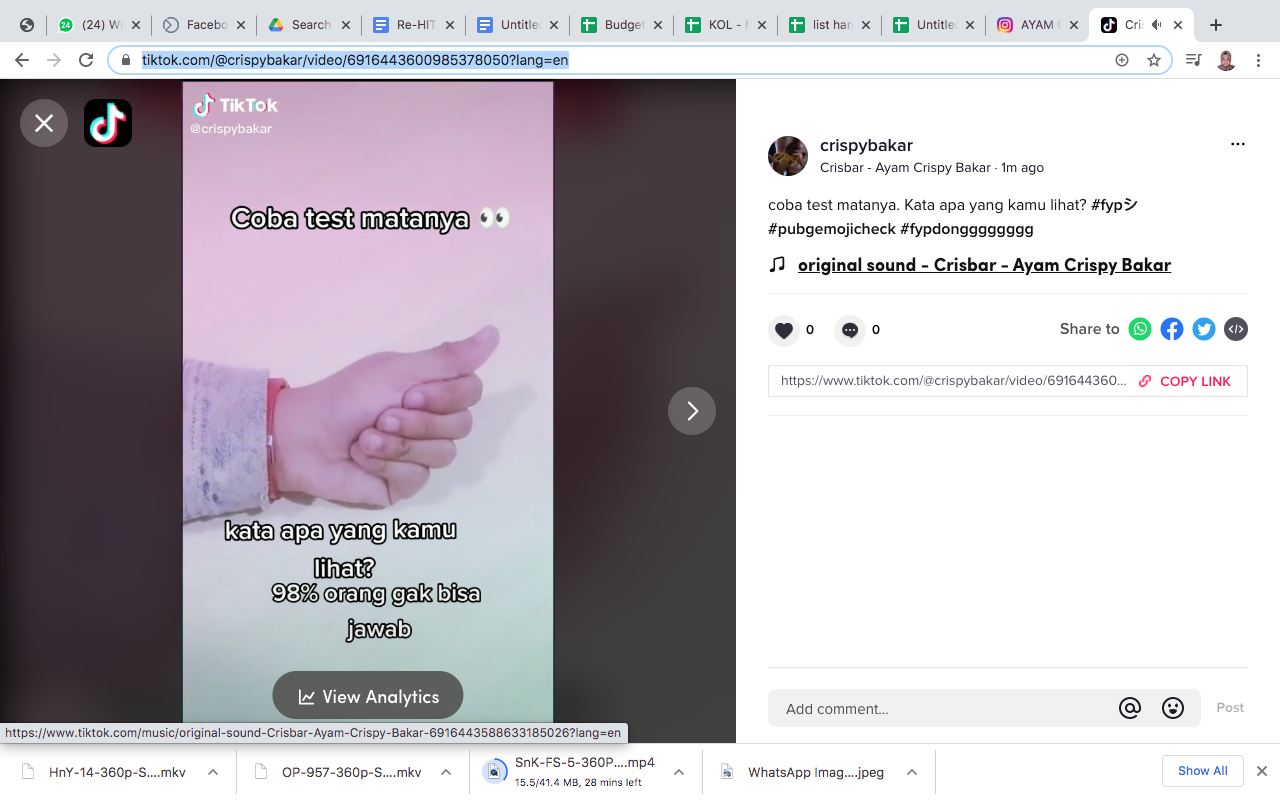 (24) W
Facebo
Search
Re-HIT
Untitle
Budget
KOL -
list har
Untitle
AYAM
Cri
tiktok.com/@crispybakar/video/6916443600985378050?lang=en
TikTok
@crispybakar
Coba test matanya 👀
kata apa yang kamu
lihat?
98% orang gak bisa
jawab
View Analytics
crispybakar
Crisbar - Ayam Crispy Bakar · 1m ago
coba test matanya. Kata apa yang kamu lihat? #fypシ
#pubgemojicheck #fypdonggggggggg
original sound - Crisbar - Ayam Crispy Bakar
0 0 Share to
https://www.tiktok.com/@crispybakar/video/691644360... COPY LINK
Add comment... Post
https://www.tiktok.com/music/original-sound-Crisbar-Ayam-Crispy-Bakar-6916443588633185026?lang=en
HnY-14-360p-S....mkv
OP-957-360p-S....mkv
SnK-FS-5-360P....mp4
15.5/41.4 MB, 28 mins left
WhatsApp Imag....jpeg
Show All